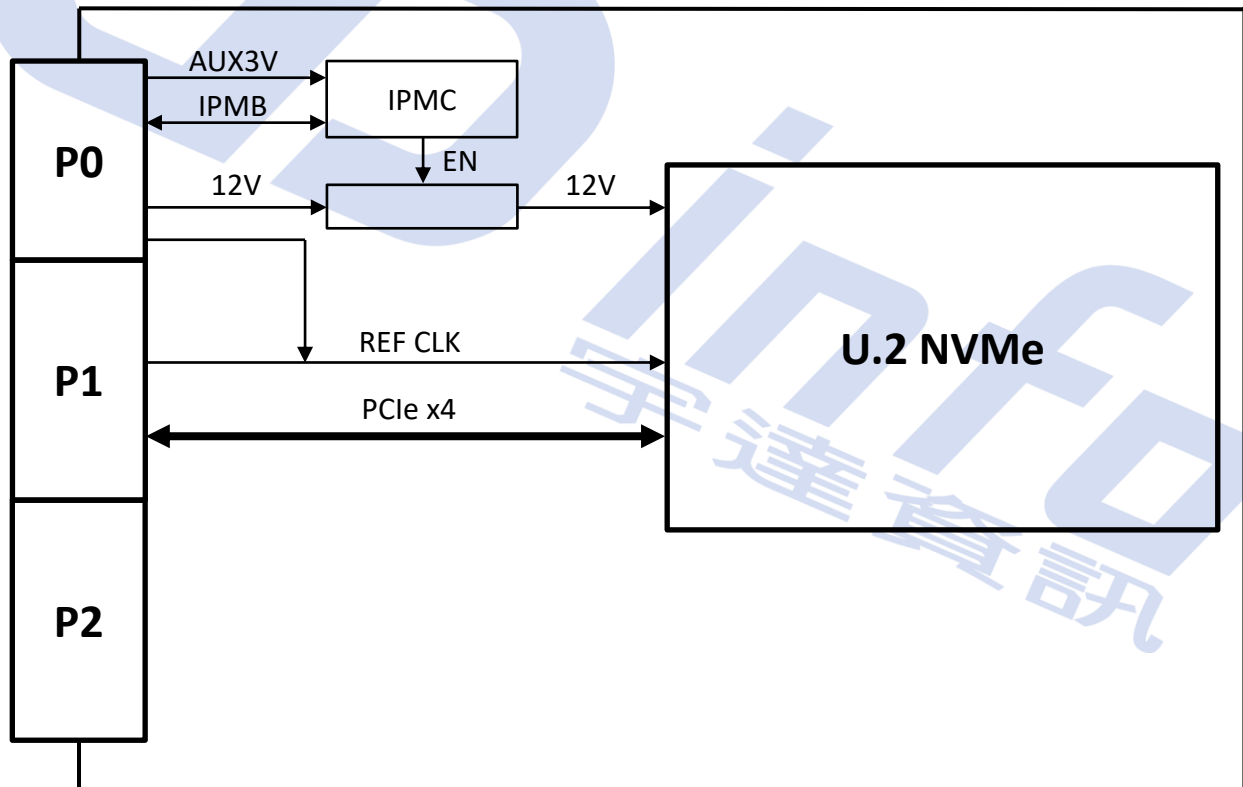 AUX3V
IPMB
IPMC
P0
EN
12V
12V
U.2 NVMe
REF CLK
P1
PCIe x4
P2
info
宇達資訊